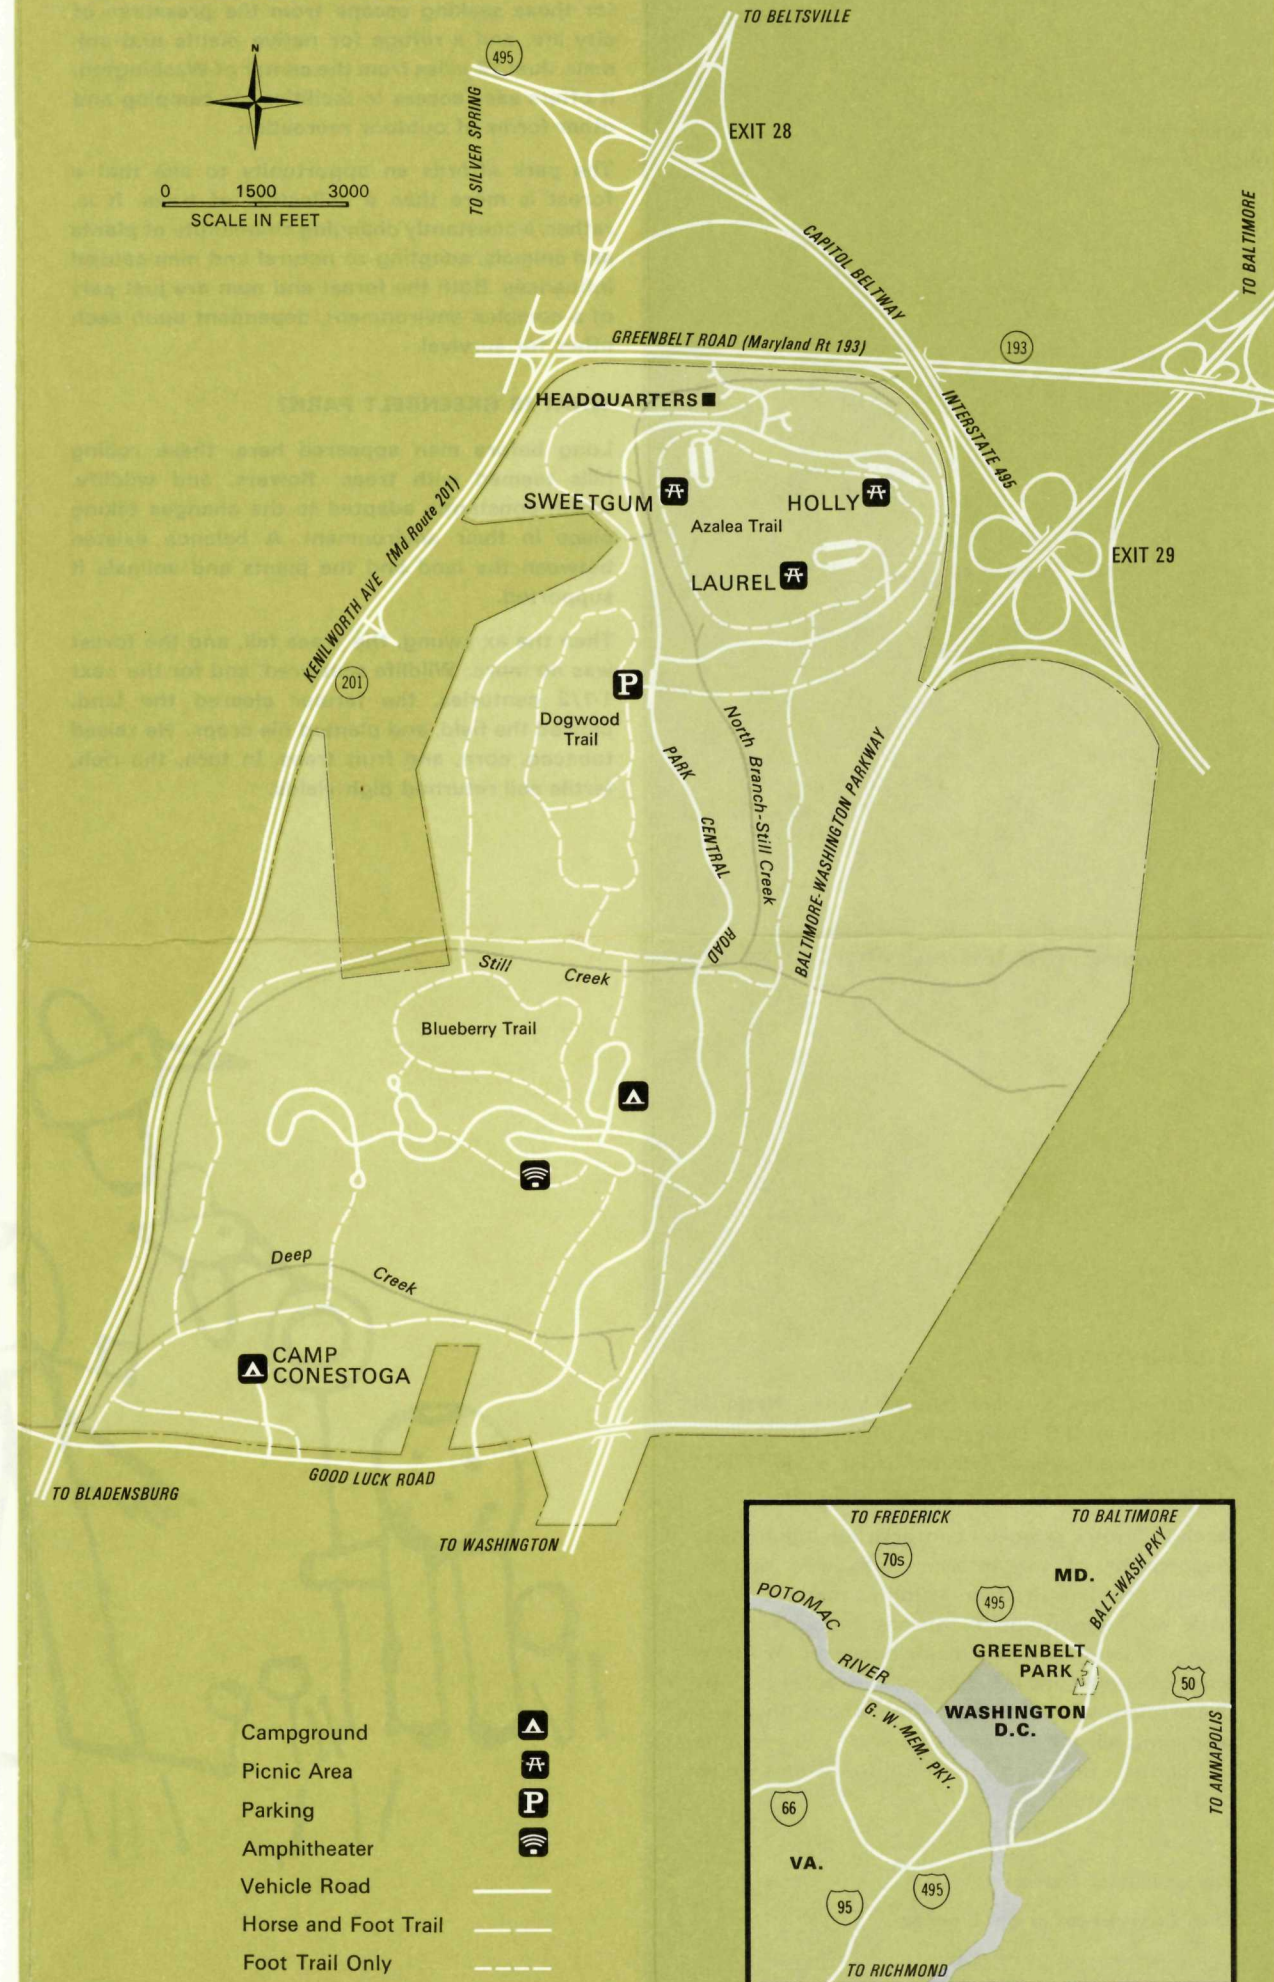 TO BELTSVILLE
495
N
TO SILVER SPRING
EXIT 28
0 1500 3000
SCALE IN FEET
CAPITOL BELTWAY
TO BALTIMORE
GREENBELT ROAD (Maryland Rt 193)
193
HEADQUARTERS
INTERSTATE 495
KENILWORTH AVE (Md Route 201)
SWEETGUM
HOLLY
Azalea Trail
EXIT 29
LAUREL
201
P
Dogwood
Trail
PARK CENTRAL ROAD
North Branch-Still Creek
BALTIMORE-WASHINGTON PARKWAY
Still Creek
Blueberry Trail
Deep Creek
CAMP
CONESTOGA
GOOD LUCK ROAD
TO BLADENSBURG
TO WASHINGTON
TO FREDERICK
TO BALTIMORE
70s
MD.
BALT-WASH PKY
POTOMAC RIVER
495
GREENBELT
PARK
50
WASHINGTON
D.C.
G. W. MEM. PKY.
TO ANNAPOLIS
66
VA.
495
95
TO RICHMOND
Campground
Picnic Area
Parking P
Amphitheater
Vehicle Road
Horse and Foot Trail
Foot Trail Only